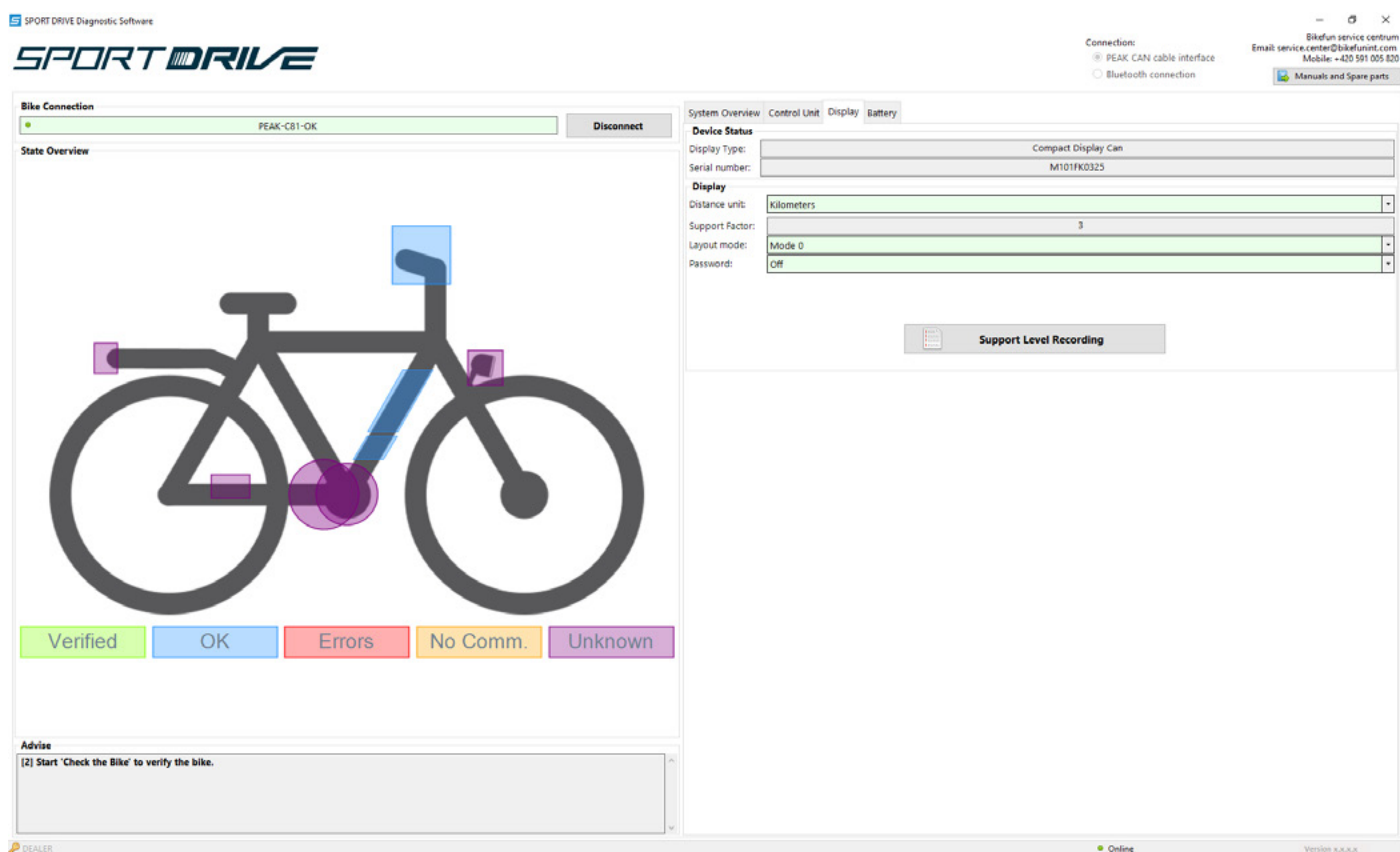 SPORT DRIVE Diagnostic Software
SPORT DRIVE
Connection:
PEAK CAN cable interface
Bluetooth connection
Bikefun service centrum
Email: service.center@bikefunint.com
Mobile: +420 591 005 820
Manuals and Spare parts
Bike Connection
PEAK-C81-OK
Disconnect
State Overview
Verified
OK
Errors
No Comm.
Unknown
Advise
[2] Start 'Check the Bike' to verify the bike.
System Overview
Control Unit
Display
Battery
Device Status
Display Type:
Compact Display Can
Serial number:
M101FK0325
Display
Distance unit:
Kilometers
Support Factor:
3
Layout mode:
Mode 0
Password:
Off
Support Level Recording
DEALER
Online
Version x.x.x.x